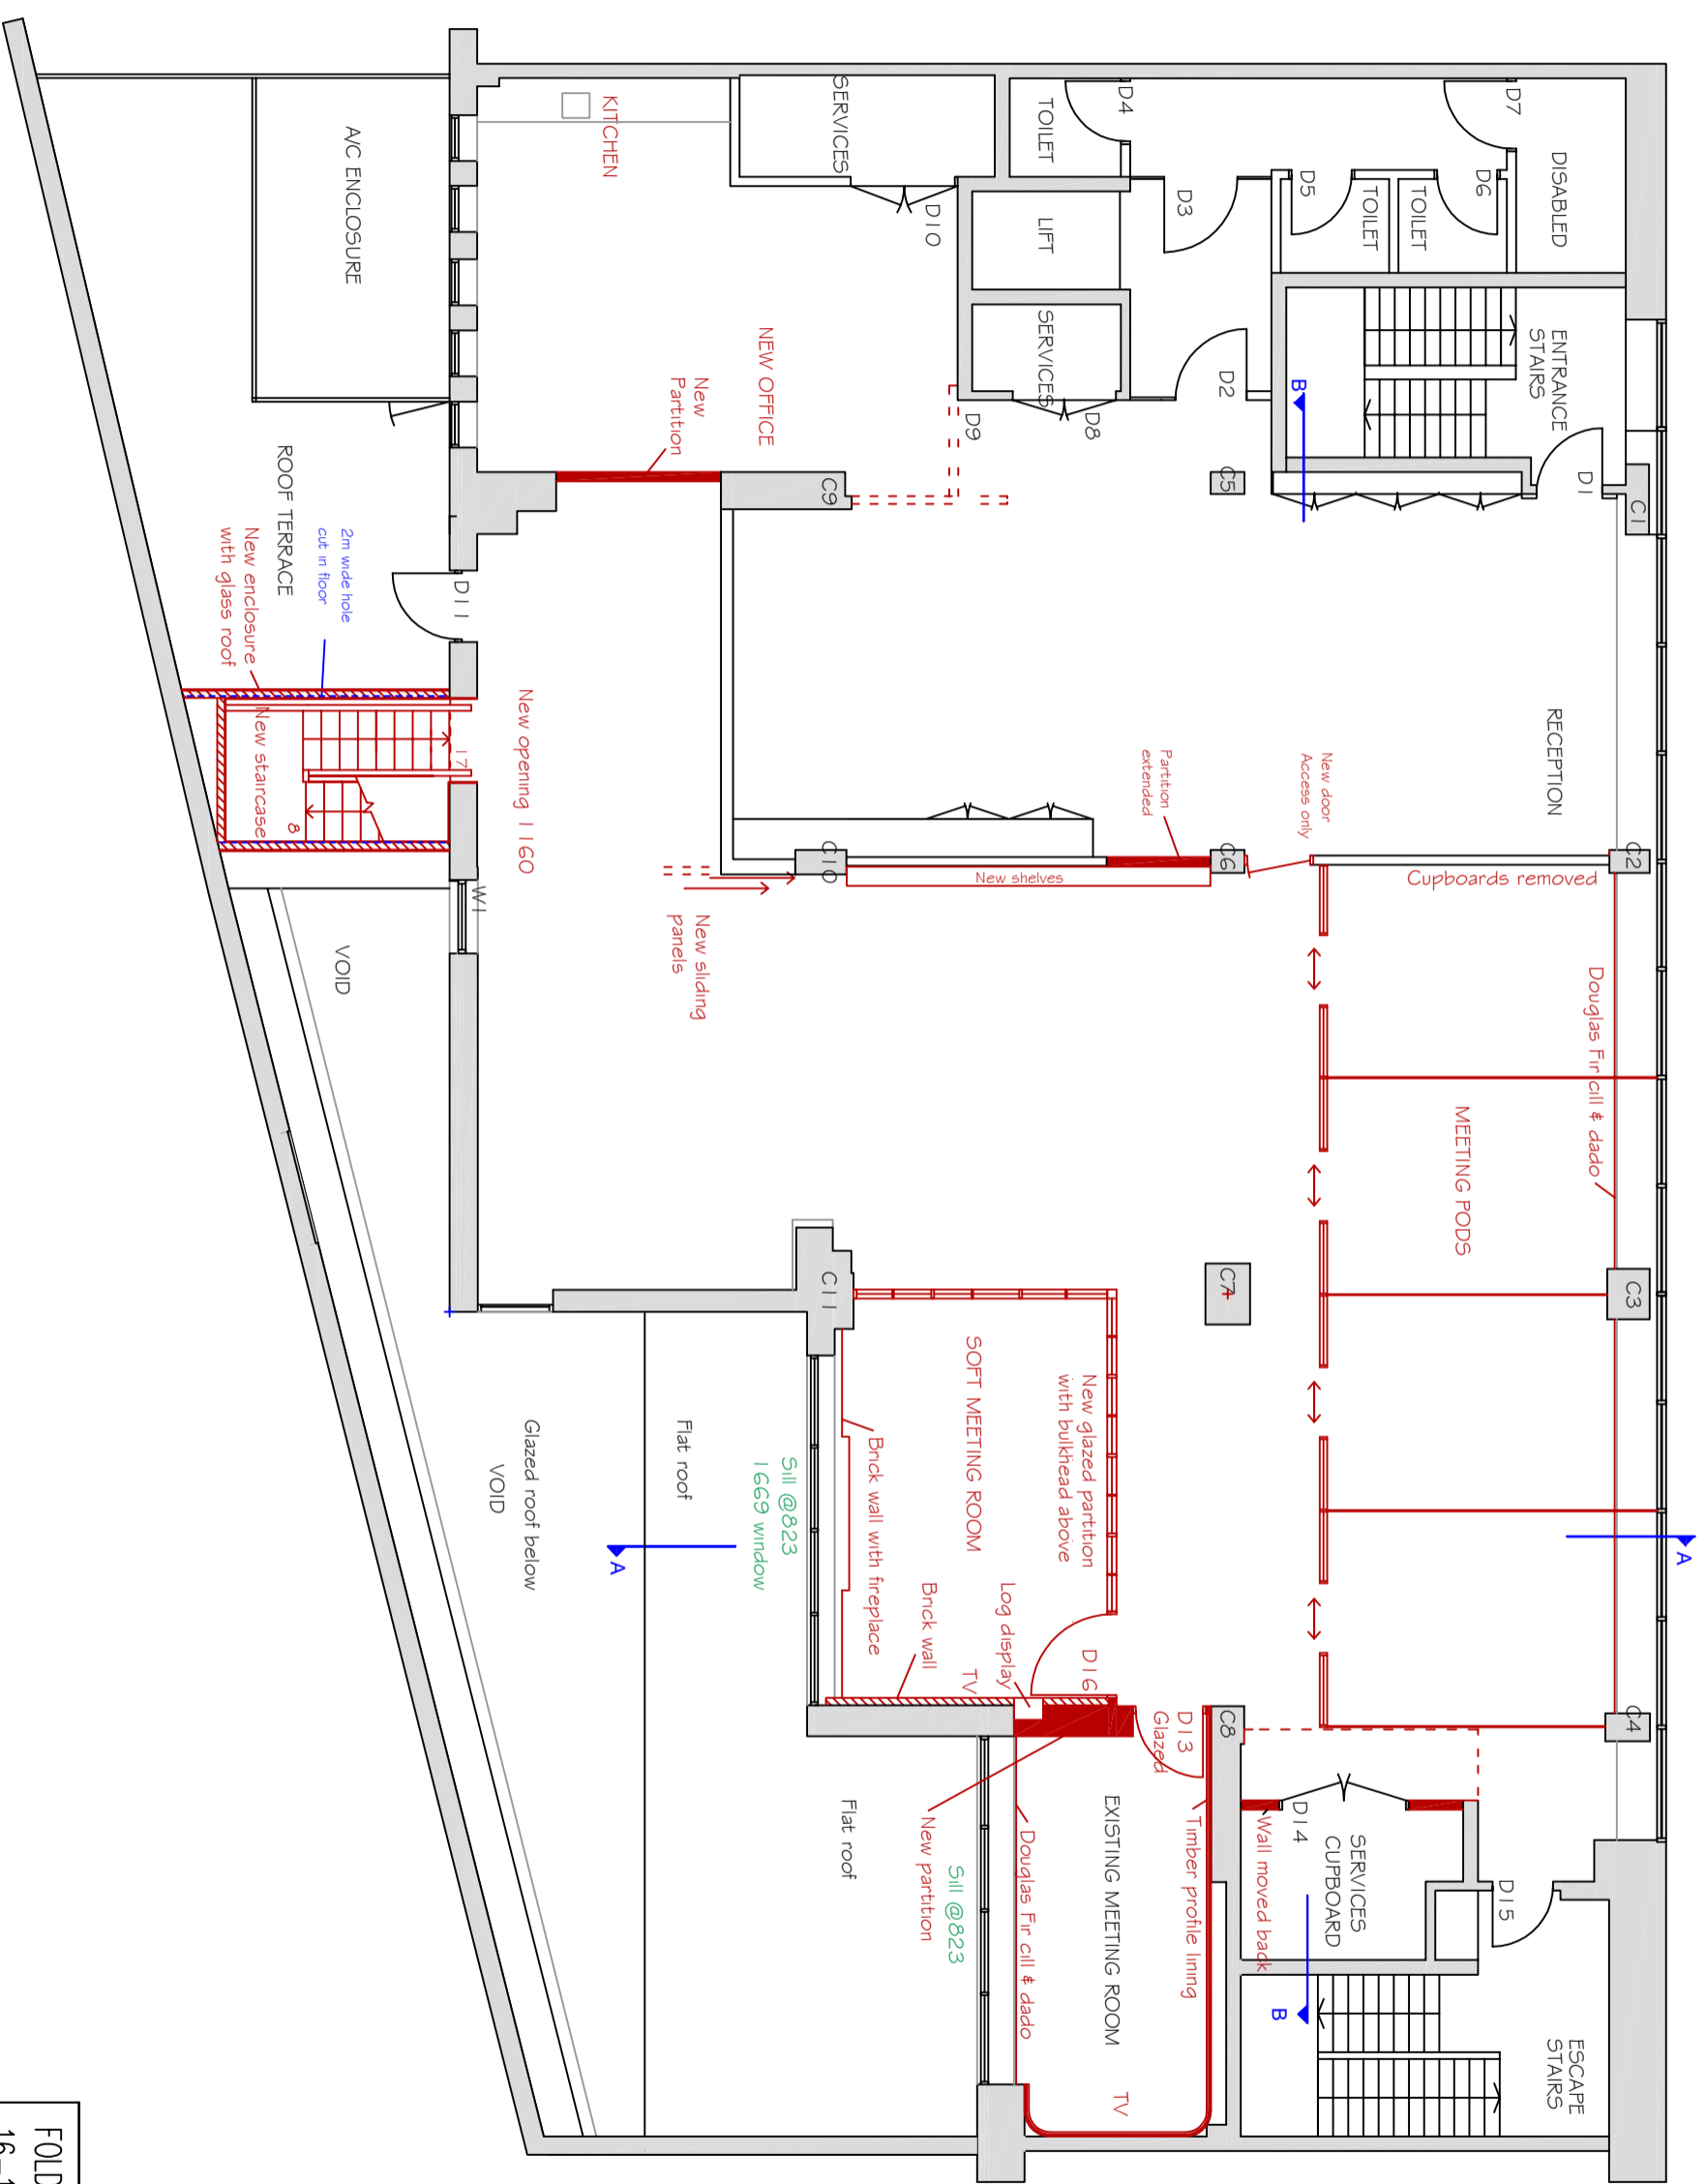 DISABLED
D7
D6
TOILET
TOILET
D5
D4
TOILET
D3
LIFT
SERVICES
SERVICES
D10
KITCHEN
A/C ENCLOSURE
ENTRANCE
STAIRS
D1
C1
B
D2
C5
D8
D9
NEW OFFICE
New
Partition
C9
ROOF TERRACE
2m wide hole
cut in floor
New enclosure
with glass roof
D11
New staircase
17
8
New opening 1160
RECEPTION
New door
Access only
Partition
extended
C2
Cupboards removed
C6
New shelves
C10
New sliding
panels
W1
VOID
Douglas Fir cill & dado
MEETING PODS
C3
C7
C11
SOFT MEETING ROOM
New glazed partition
with bulkhead above
Brick wall with fireplace
Sill @823
1669 window
Flat roof
Glazed roof below
VOID
A
A
Log display
Brick wall
TV
D16
D13
Glazed
C8
C4
D14
Wall moved back
SERVICES
CUPBOARD
D15
Timber profile lining
EXISTING MEETING ROOM
Douglas Fir cill & dado
New partition
Sill @823
Flat roof
B
ESCAPE
STAIRS
TV
FOLD